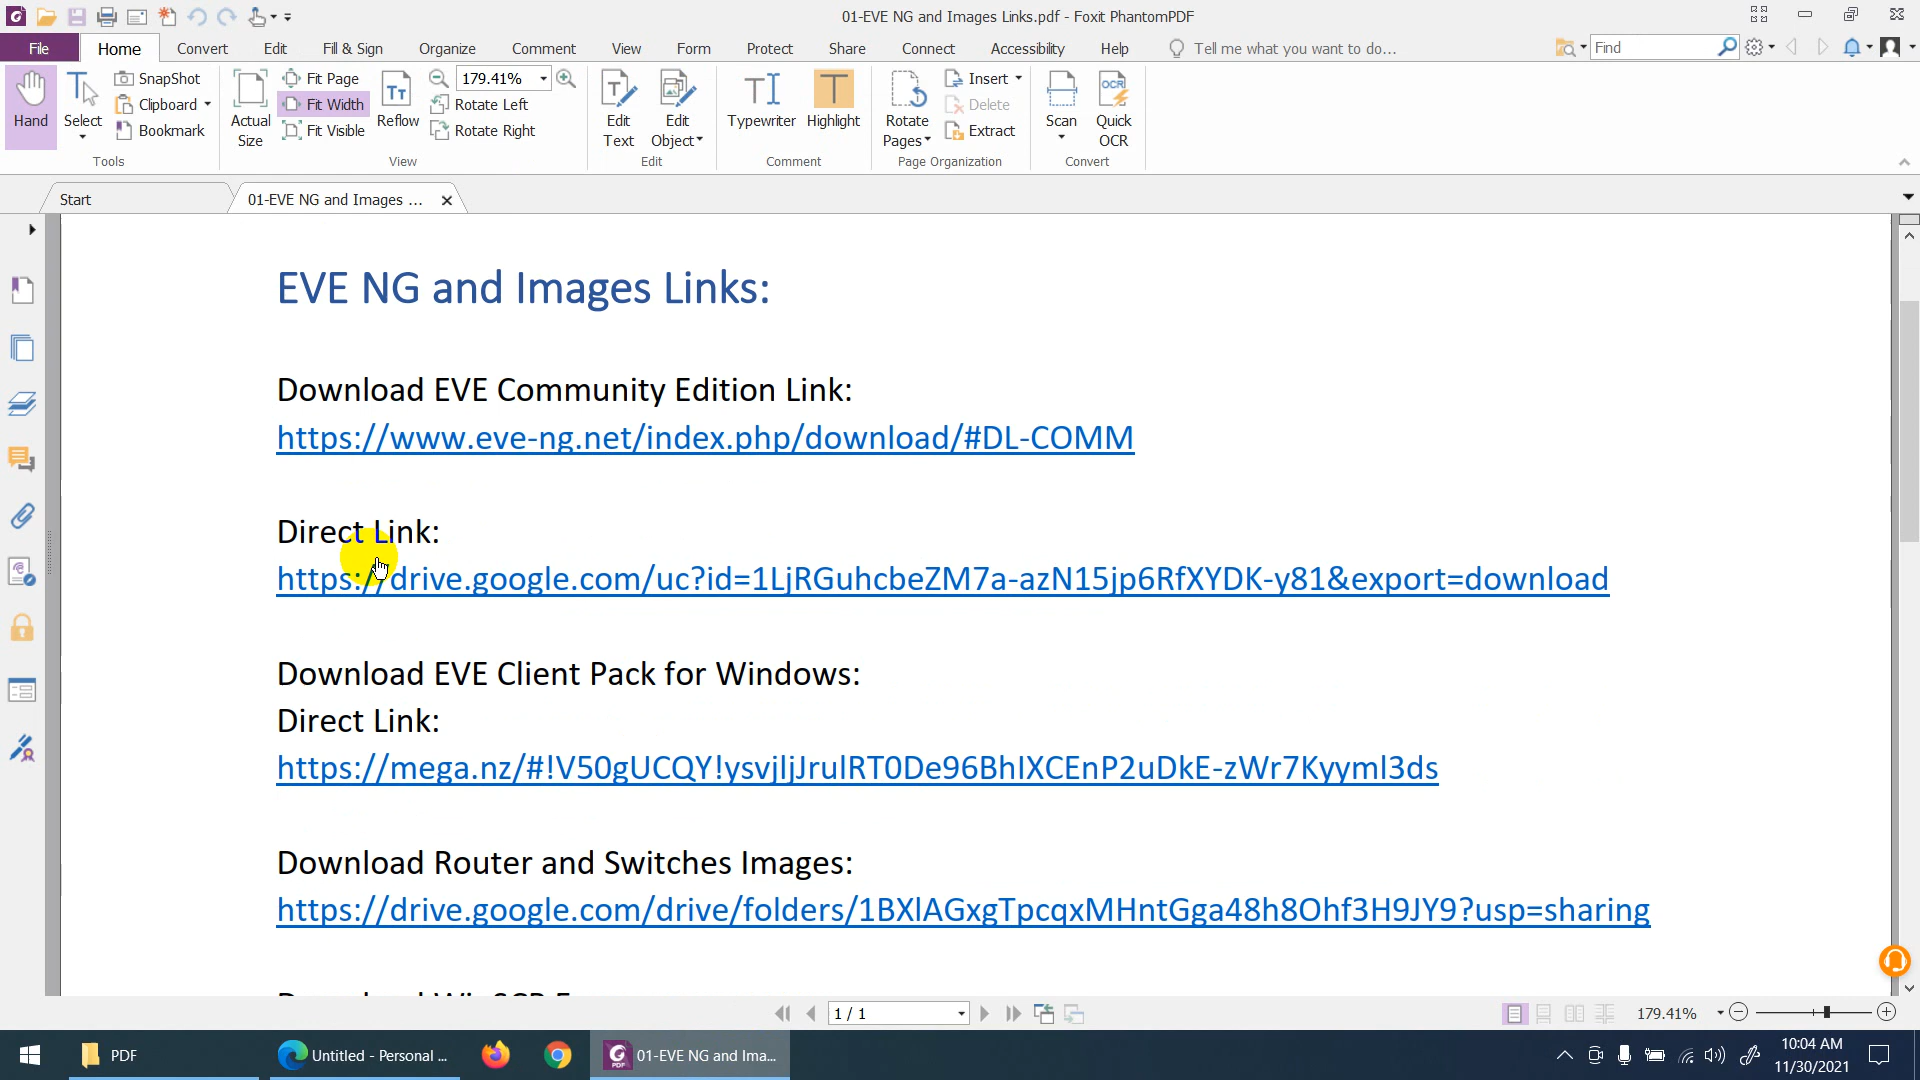 01-EVE NG and Images Links.pdf - Foxit PhantomPDF
File Home Convert Edit Fill & Sign Organize Comment View Form Protect Share Connect Accessibility Help Tell me what you want to do... Find
Hand Select SnapShot Clipboard Bookmark
Tools
Actual Size Fit Page Fit Width Fit Visible Reflow 179.41% Rotate Left Rotate Right
View
Edit Text Edit Object
Edit
Typewriter Highlight
Comment
Rotate Pages Insert Delete Extract
Page Organization
Scan Quick OCR
Convert
Start 01-EVE NG and Images ...
EVE NG and Images Links:
Download EVE Community Edition Link:
https://www.eve-ng.net/index.php/download/#DL-COMM
Direct Link:
https://drive.google.com/uc?id=1LjRGuhcbeZM7a-azN15jp6RfXYDK-y81&export=download
Download EVE Client Pack for Windows:
Direct Link:
https://mega.nz/#!V50gUCQY!ysvjljJrulRT0De96BhIXCEnP2uDkE-zWr7Kyyml3ds
Download Router and Switches Images:
https://drive.google.com/drive/folders/1BXlAGxgTpcqxMHntGga48h8Ohf3H9JY9?usp=sharing
1 / 1 179.41%
PDF Untitled - Personal ... 01-EVE NG and Ima... 10:04 AM
11/30/2021